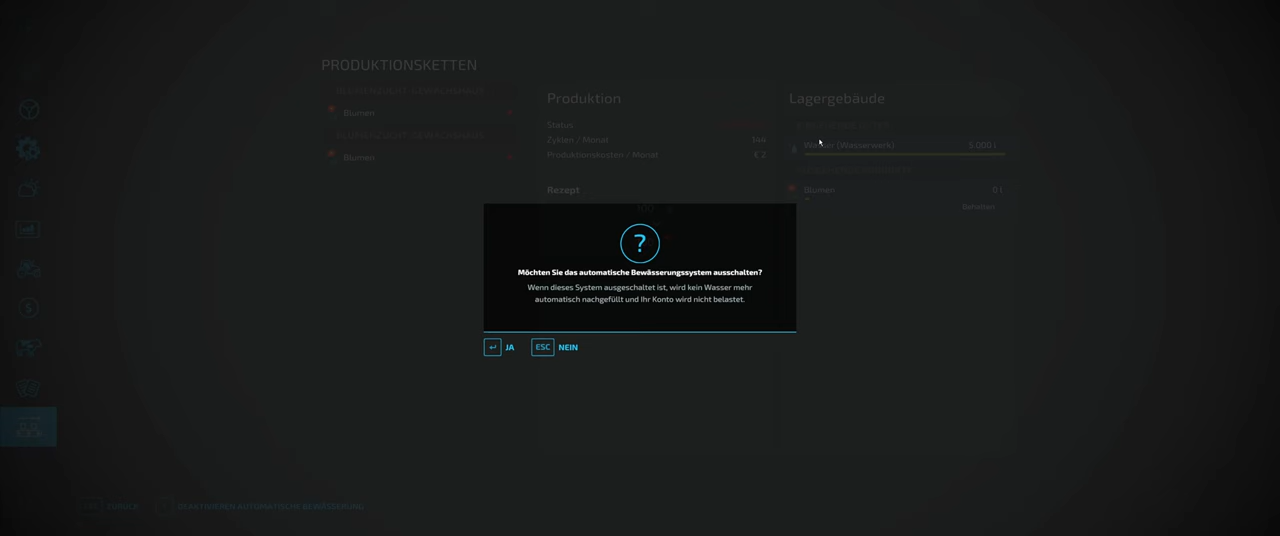 PRODUKTIONSKETTEN
Blumen
Blumen
Produktion
Status
Zyklen / Monat 144
Produktionskosten / Monat € 2
Rezept
100
Lagergebäude
Wasser (Wasserwerk) 5.000 l
Blumen 0 l
Behalten
?
Möchten Sie das automatische Bewässerungssystem ausschalten?
Wenn dieses System ausgeschaltet ist, wird kein Wasser mehr
automatisch nachgefüllt und Ihr Konto wird nicht belastet.
JA ESC NEIN
ZURÜCK DEAKTIVIEREN AUTOMATISCHE BEWÄSSERUNG